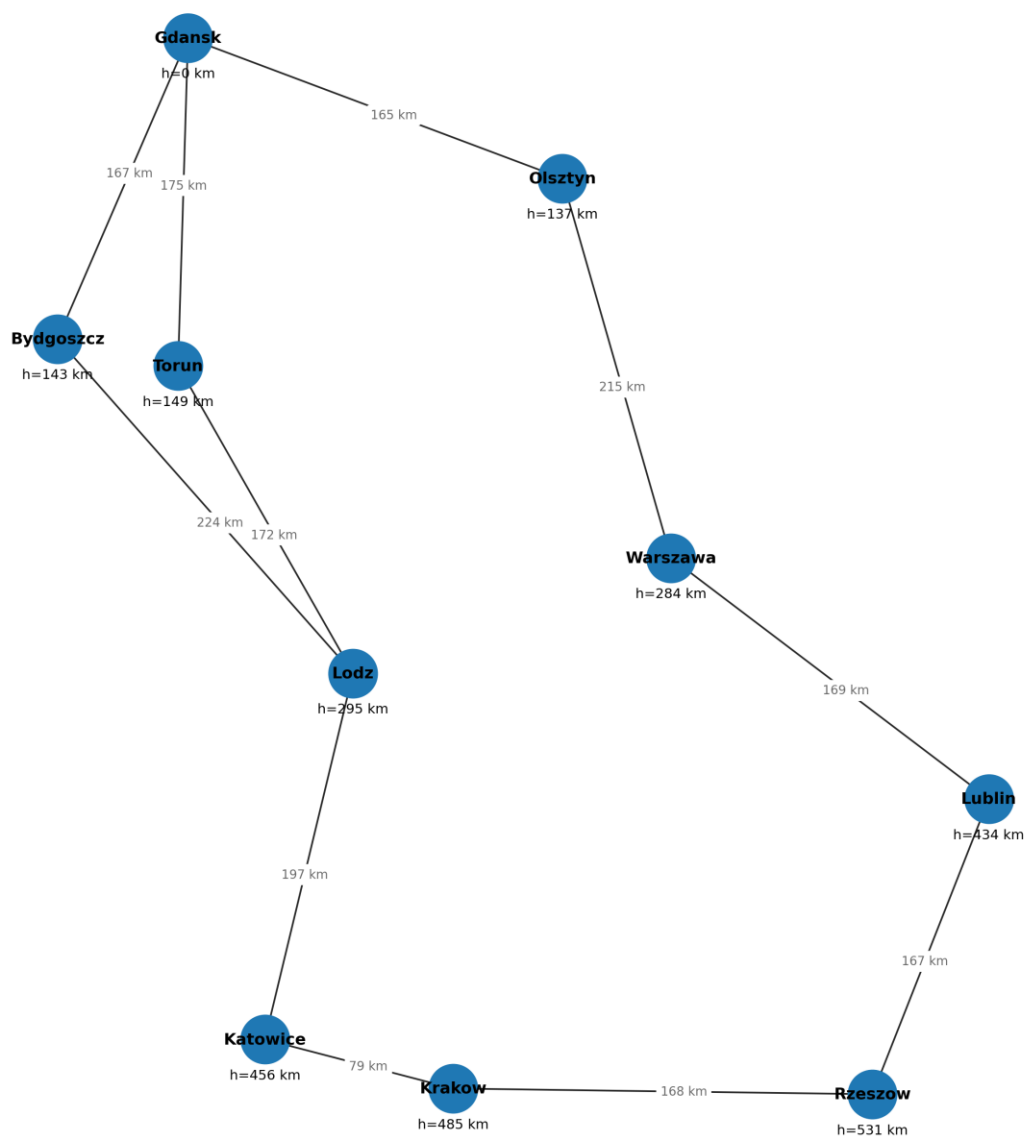 Gdansk
h=0 km
165 km
167 km
175 km
Olsztyn
h=137 km
Bydgoszcz
h=143 km
Torun
h=149 km
215 km
224 km
172 km
Warszawa
h=284 km
Lodz
h=295 km
169 km
Lublin
h=434 km
197 km
167 km
Katowice
h=456 km
79 km
Krakow
h=485 km
168 km
Rzeszow
h=531 km